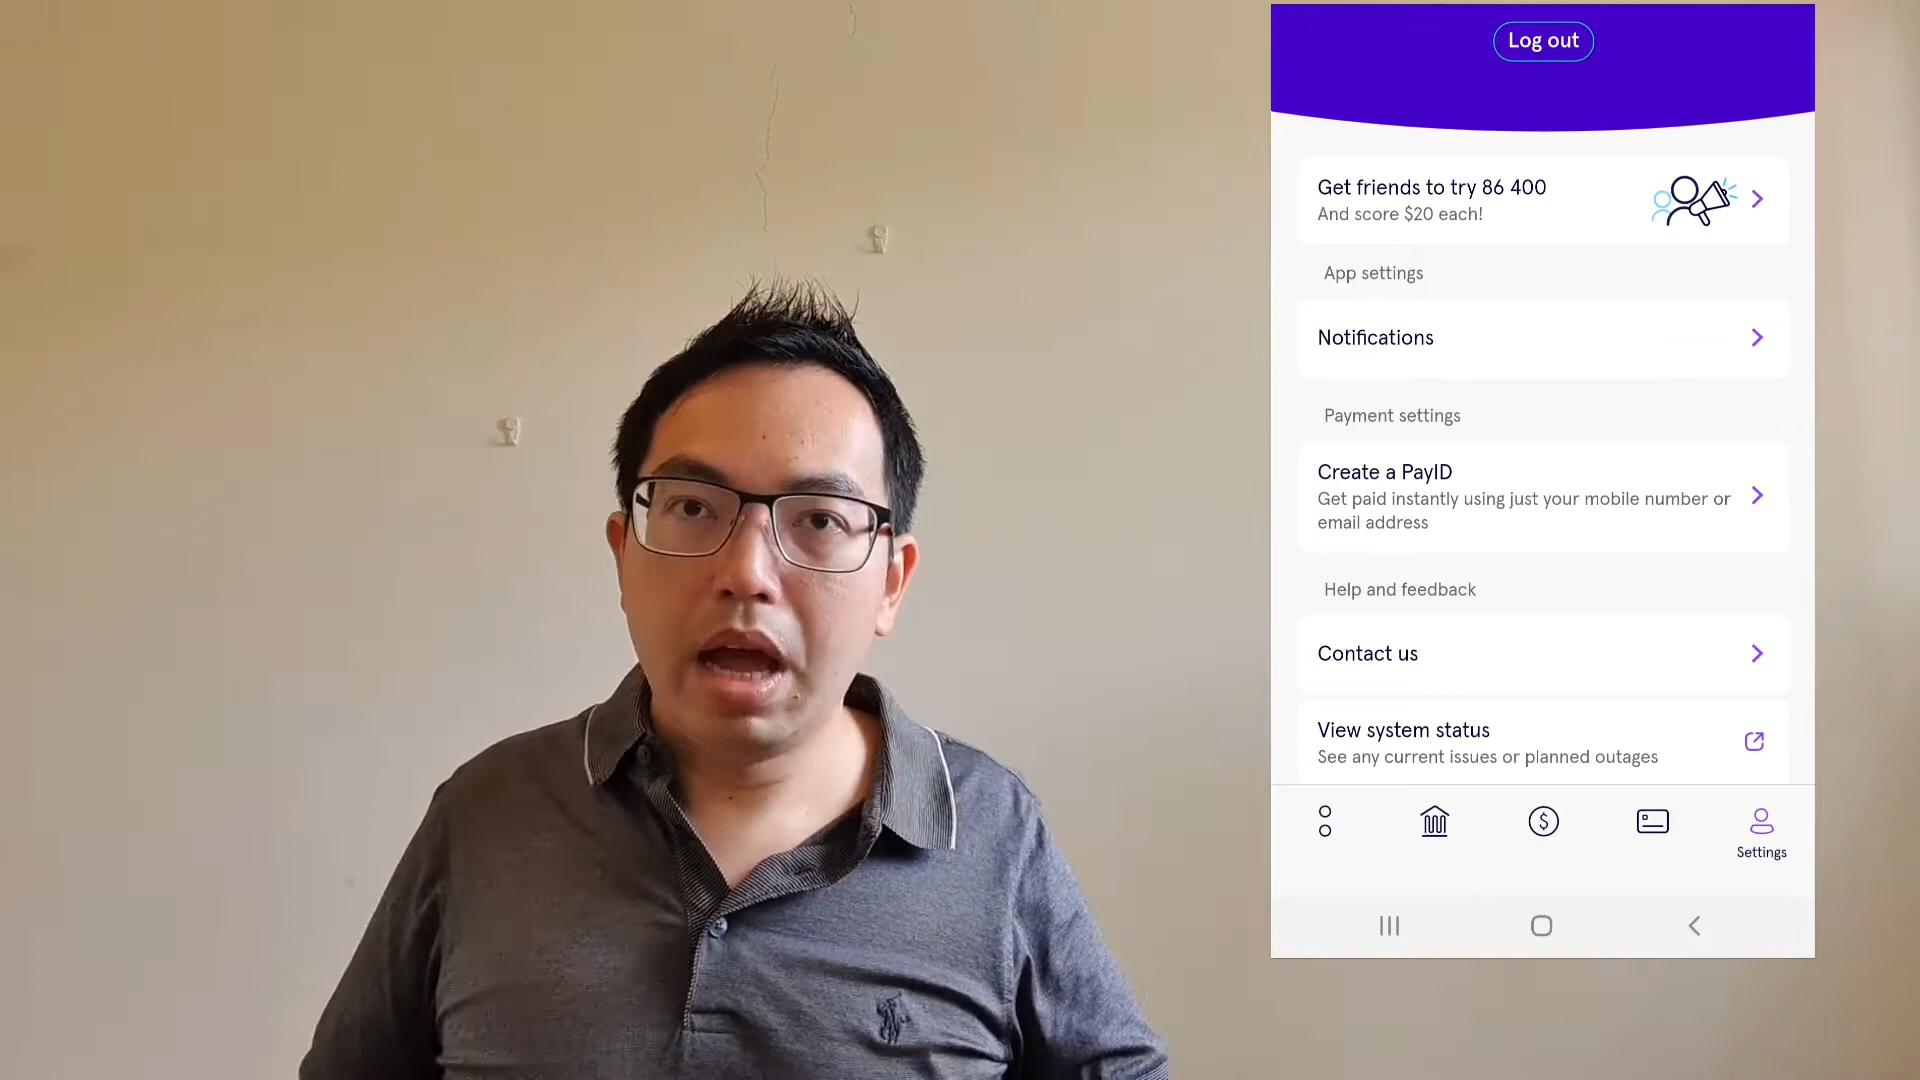 Log out
Get friends to try 86 400
And score $20 each!
App settings
Notifications
Payment settings
Create a PayID
Get paid instantly using just your mobile number or
email address
Help and feedback
Contact us
View system status
See any current issues or planned outages
Settings